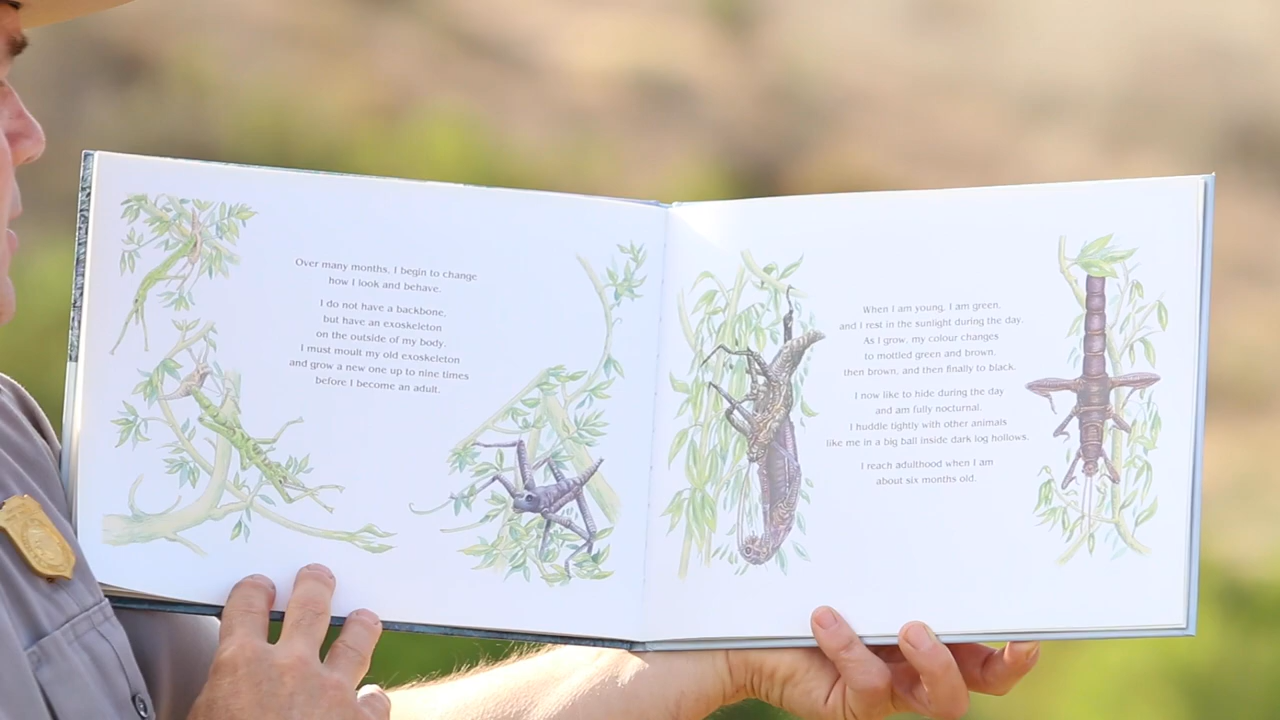 Over many months, I begin to change
how I look and behave.
I do not have a backbone,
but have an exoskeleton
on the outside of my body.
I must moult my old exoskeleton
and grow a new one up to nine times
before I become an adult.
When I am young, I am green,
and I rest in the sunlight during the day.
As I grow, my colour changes
to mottled green and brown,
then brown, and then finally to black.
I now like to hide during the day
and am fully nocturnal.
I huddle tightly with other animals
like me in a big ball inside dark log hollows.
I reach adulthood when I am
about six months old.